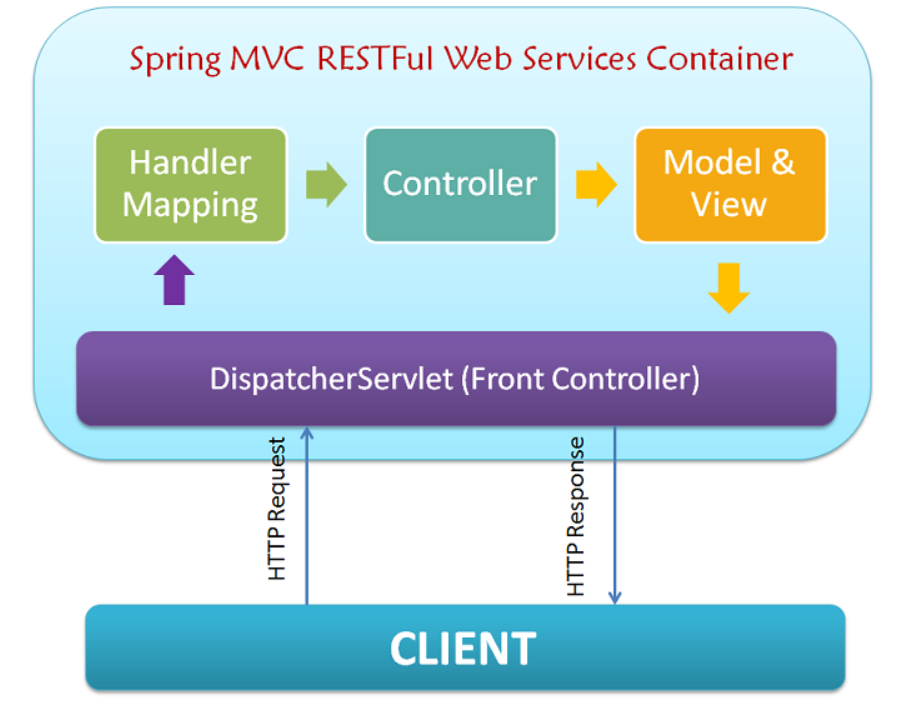 Spring MVC RESTFul Web Services Container
Handler
Mapping
Controller
Model &
View
DispatcherServlet (Front Controller)
HTTP Request
HTTP Response
CLIENT